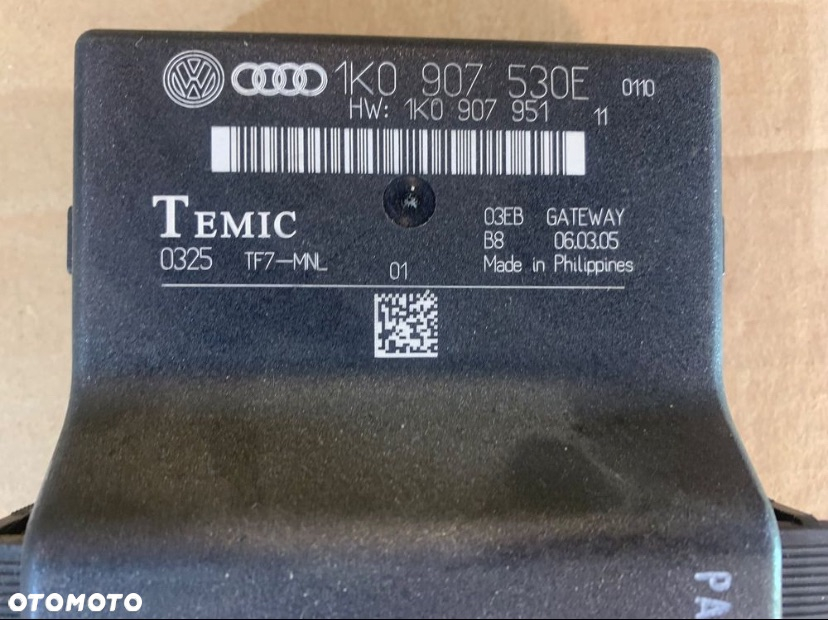 1K0 907 530E 0110
HW: 1K0 907 951 11
TEMIC
0325 TF7-MNL
01
03EB GATEWAY
B8 06.03.05
Made in Philippines
PA
OTOMOTO